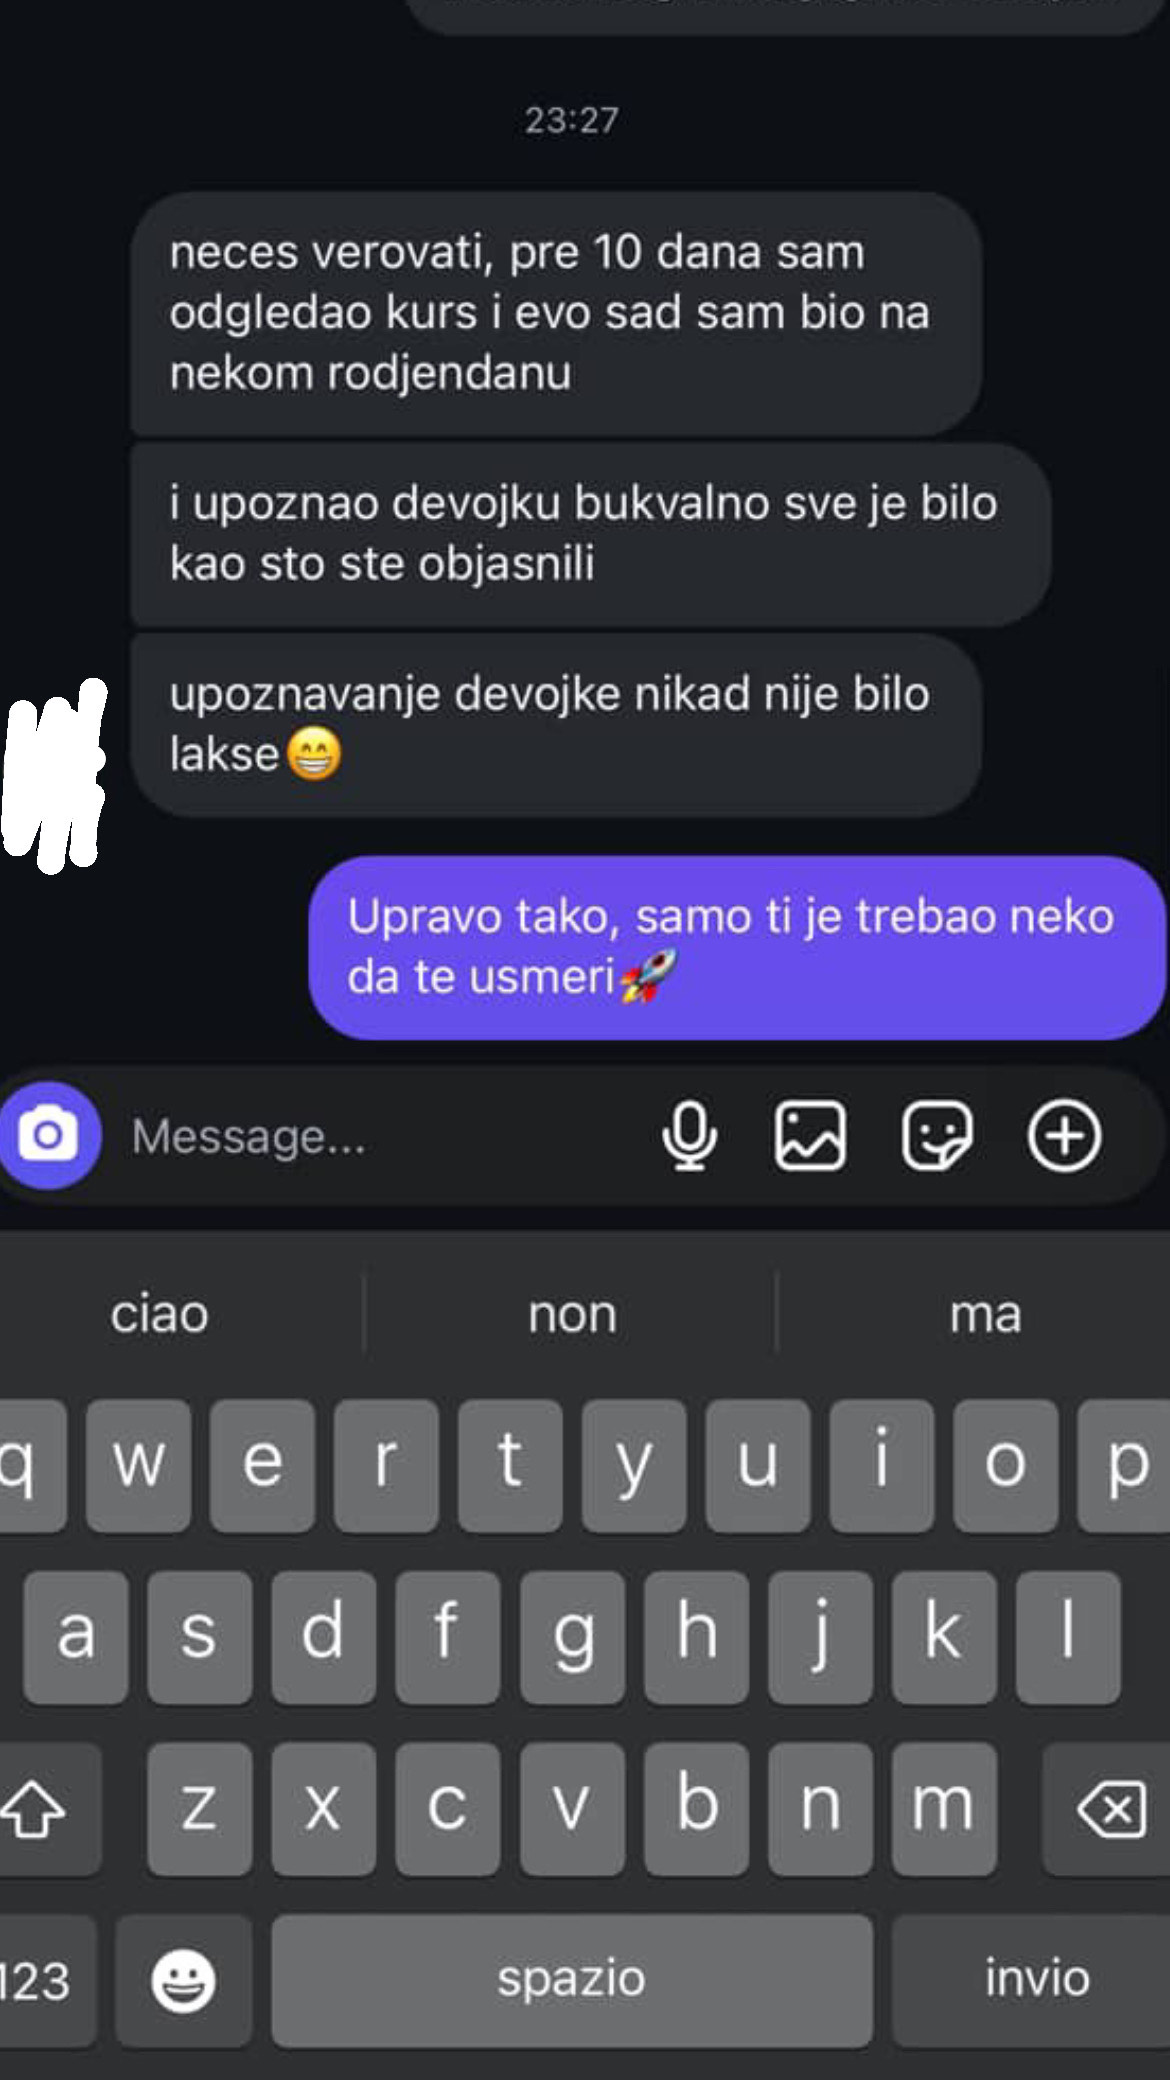 23:27
neces verovati, pre 10 dana sam
odgledao kurs i evo sad sam bio na
nekom rodjendanu
i upoznao devojku bukvalno sve je bilo
kao sto ste objasnili
upoznavanje devojke nikad nije bilo
lakse😁
Upravo tako, samo ti je trebao neko
da te usmeri🚀
Message...
ciao non ma
q w e r t y u i o p
a s d f g h j k l
z x c v b n m
123 spazio invio